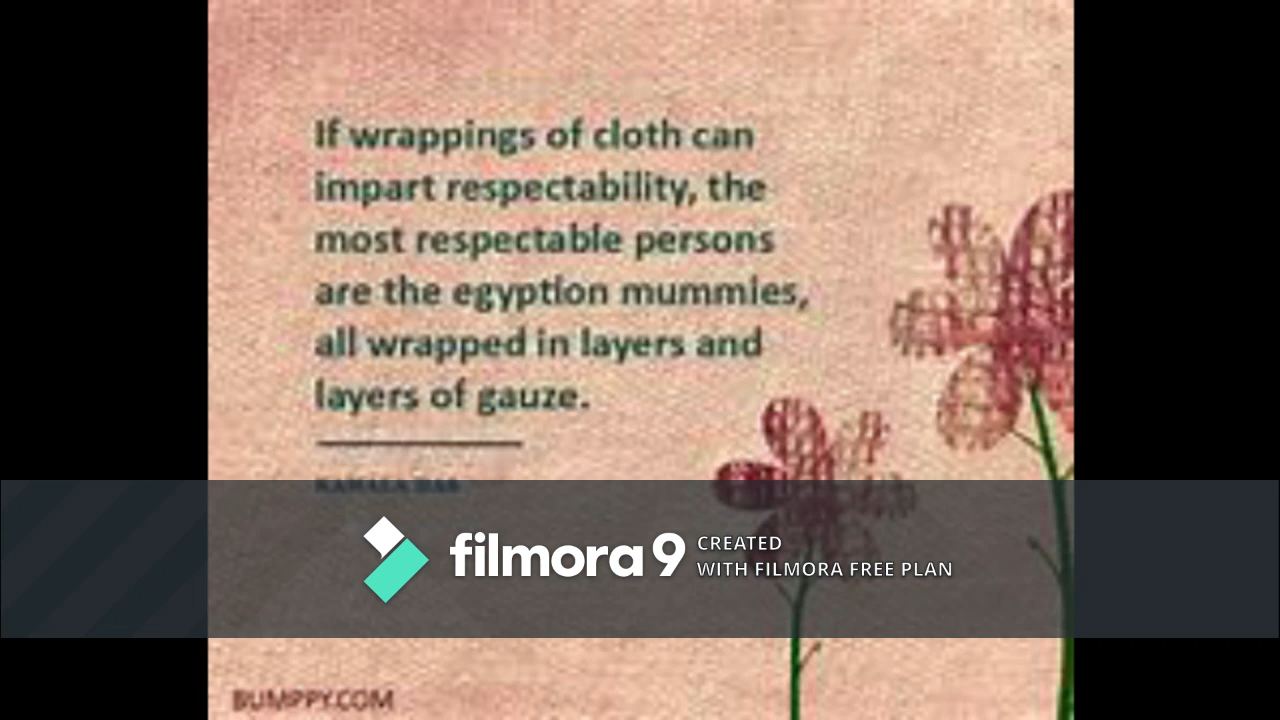 If wrappings of cloth can
impart respectability, the
most respectable persons
are the egyption mummies,
all wrapped in layers and
layers of gauze.
filmora 9 CREATED
WITH FILMORA FREE PLAN
BUMPPY.COM